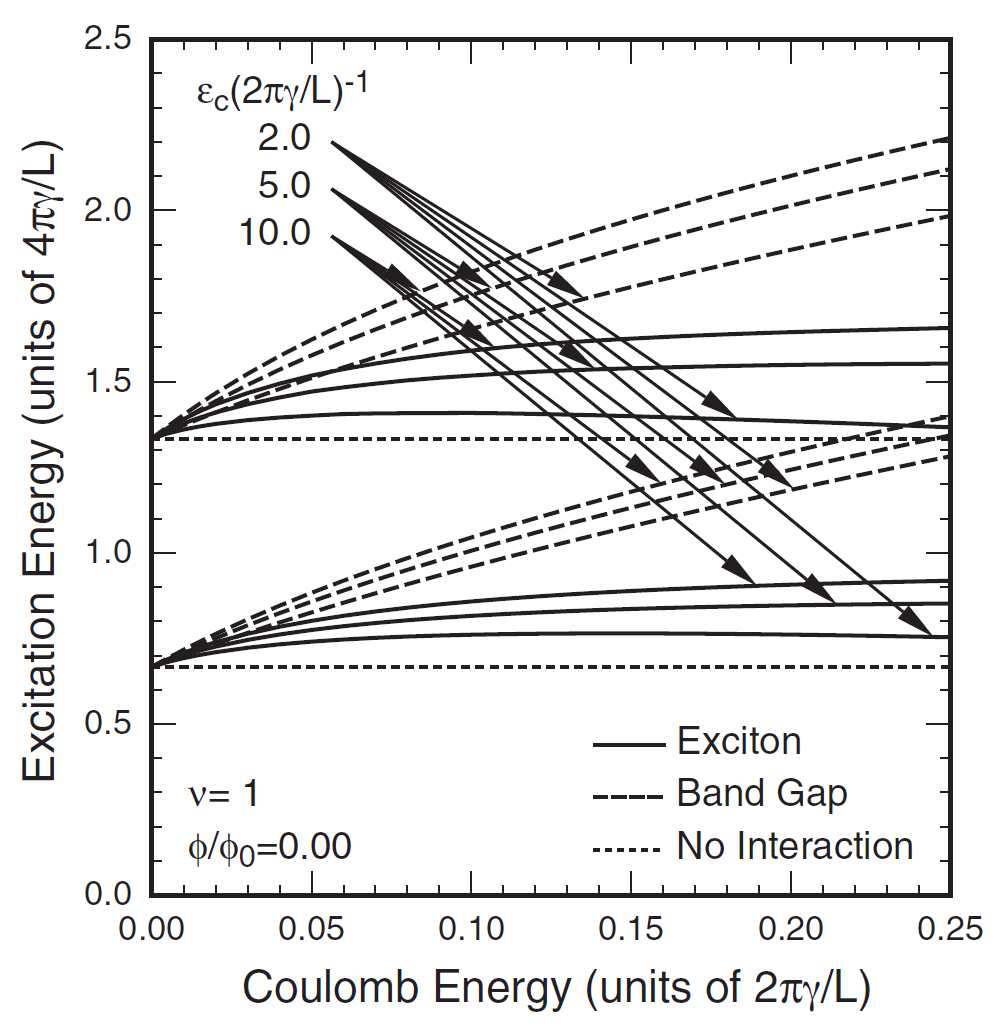 2.5
2.0
1.5
1.0
0.5
0.0
Excitation Energy (units of 4πγ/L)
εc(2πγ/L)-1
2.0
5.0
10.0
Exciton
Band Gap
No Interaction
ν= 1
ϕ/ϕ0=0.00
0.00 0.05 0.10 0.15 0.20 0.25
Coulomb Energy (units of 2πγ/L)